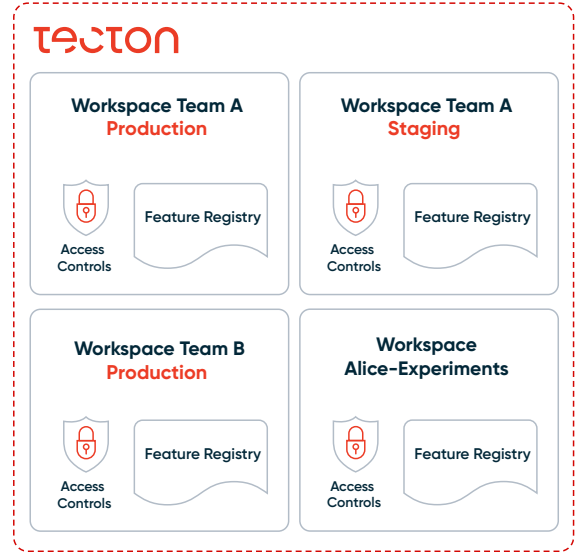 tecton
Workspace Team A
Production
Access
Controls
Feature Registry
Workspace Team A
Staging
Access
Controls
Feature Registry
Workspace Team B
Production
Access
Controls
Feature Registry
Workspace
Alice-Experiments
Access
Controls
Feature Registry